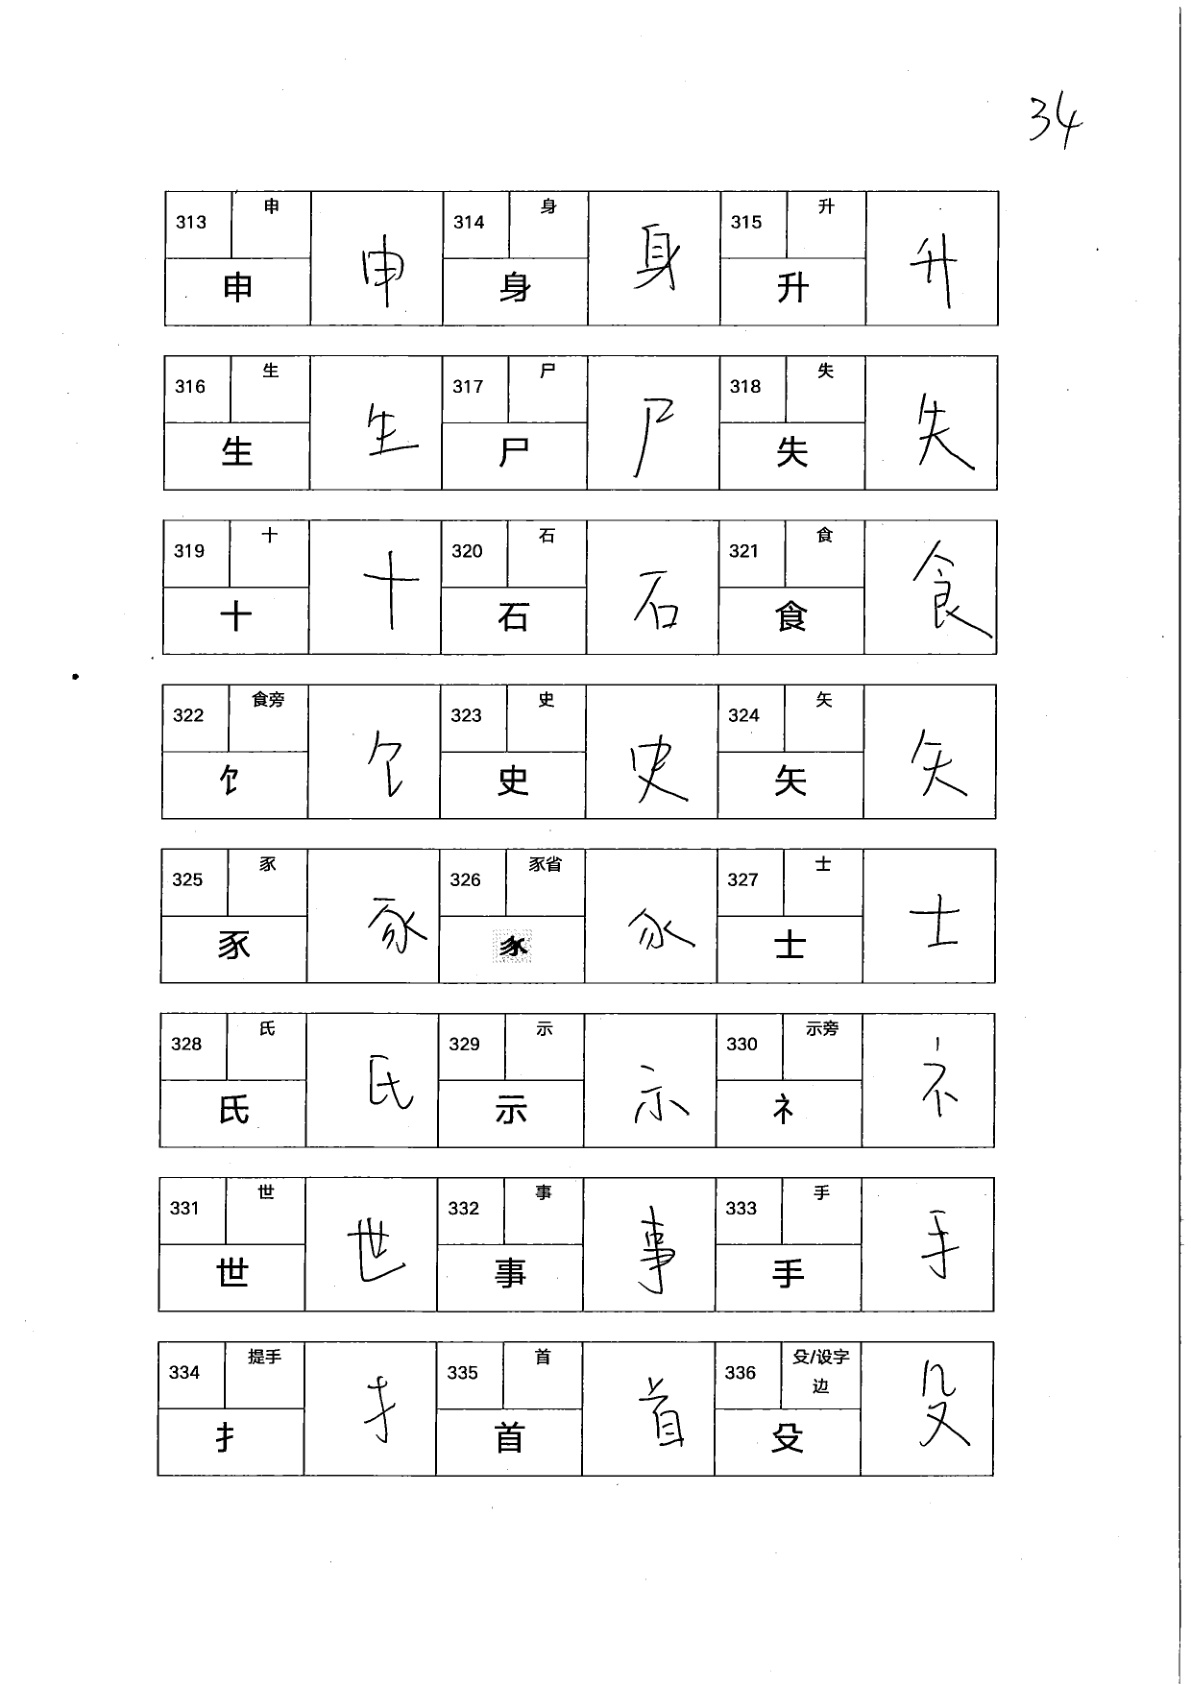 34
313 申 申 314 身 身 315 升 升
申 身 升
316 生 生 317 尸 尸 318 失 失
生 尸 失
319 十 十 320 石 石 321 食 食
十 石 食
322 食旁 饣 323 史 史 324 矢 矢
饣 史 矢
325 豕 豕 326 豕省 327 士 士
豕 士
328 氏 氏 329 示 示 330 示旁 礻
氏 示 礻
331 世 世 332 事 事 333 手 手
世 事 手
334 提手 扌 335 首 首 336 殳/设字边 殳
扌 首 殳